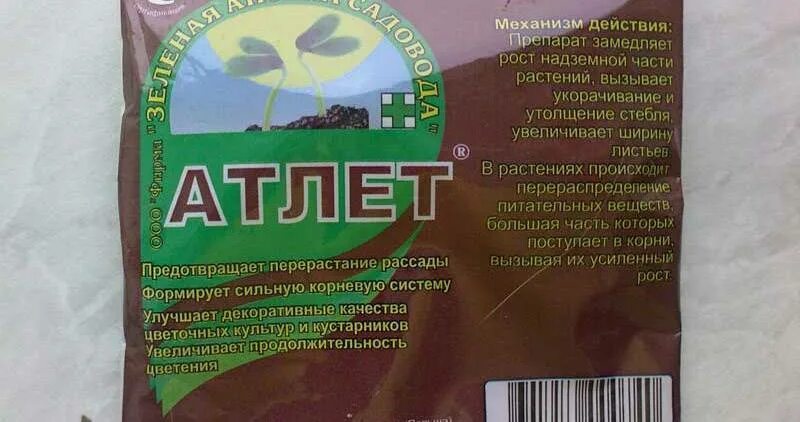 сертификация
ООО "Фирма "ЗЕЛЕНАЯ АПТЕКА САДОВОДА"
АТЛЕТ®
Предотвращает перерастание рассады
Формирует сильную корневую систему
Улучшает декоративные качества
цветочных культур и кустарников
Увеличивает продолжительность
цветения
Механизм действия:
Препарат замедляет
рост надземной части
растений, вызывает
укорачивание и
утолщение стебля,
увеличивает ширину
листьев.
В растениях происходит
перераспределение
питательных веществ,
большая часть которых
поступает в корни,
вызывая их усиленный
рост.